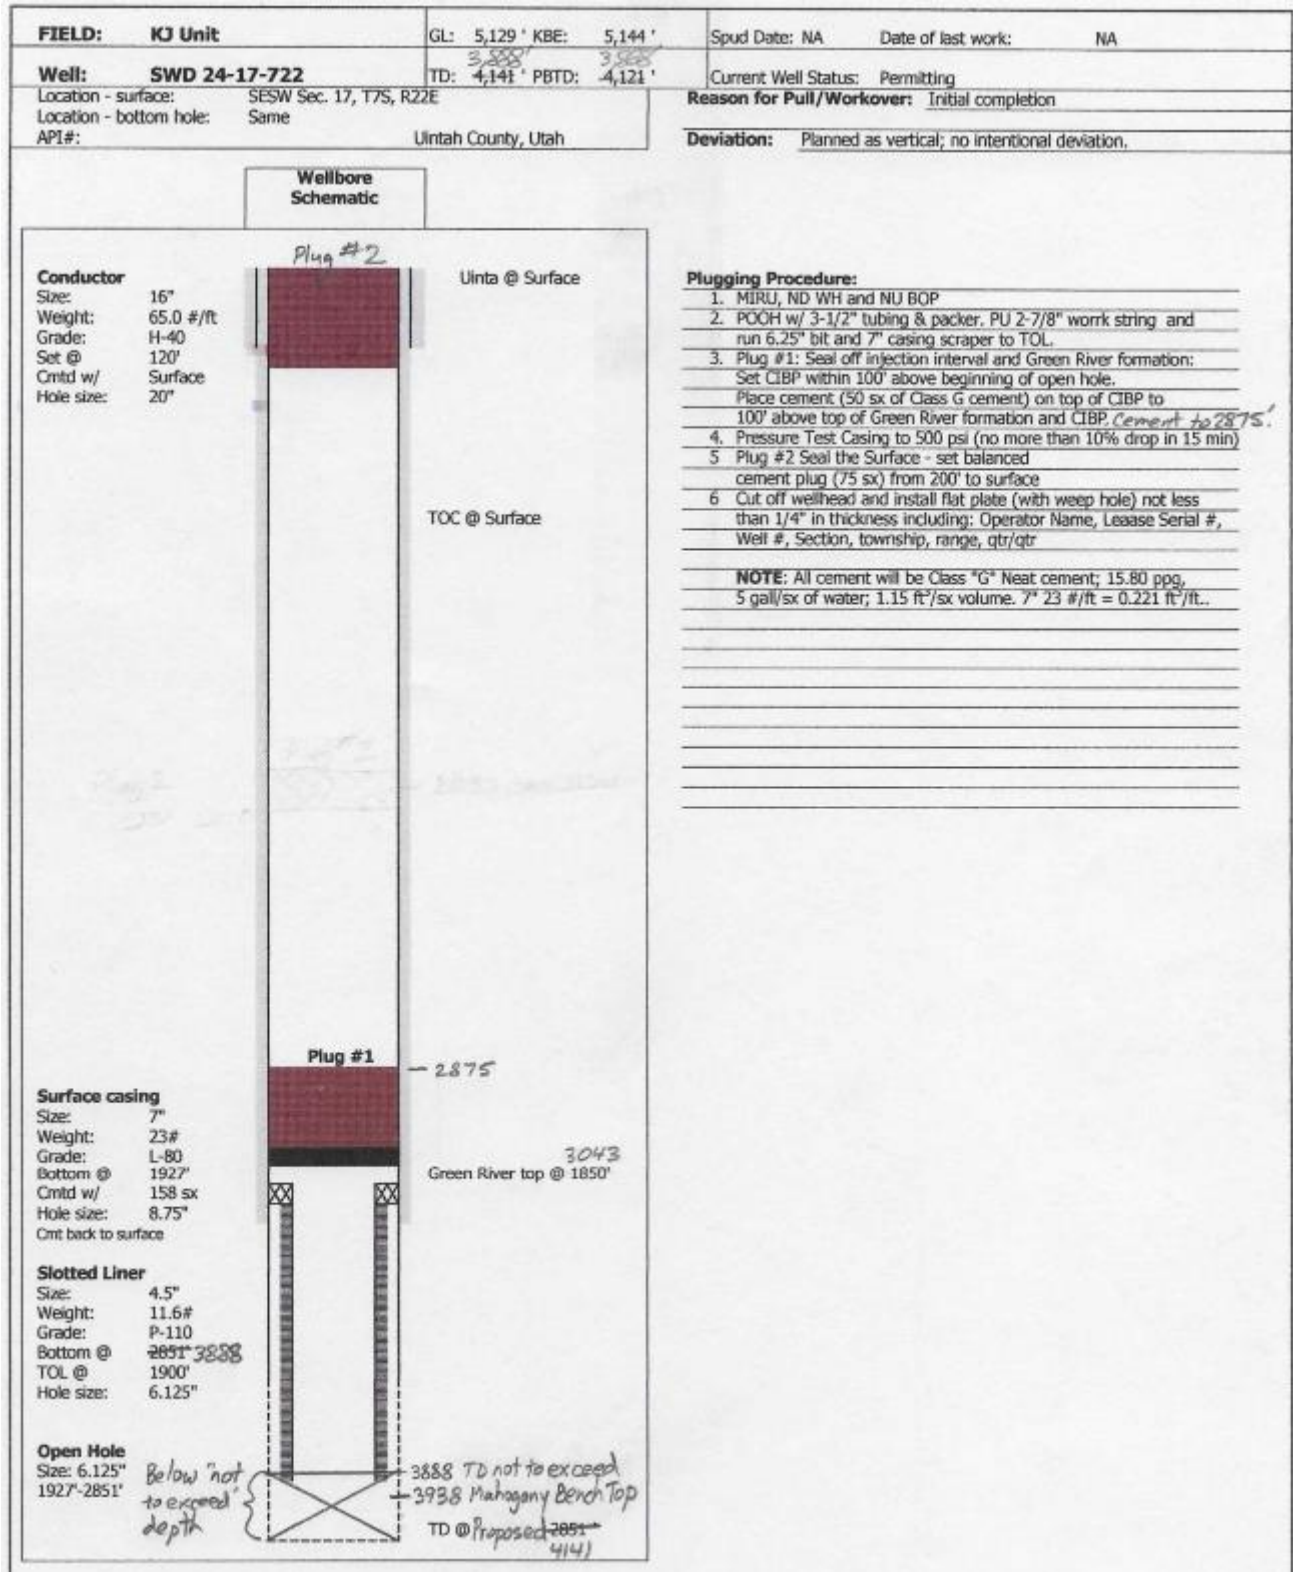 FIELD: KJ Unit GL: 5,129 ' KBE: 5,144 ' Spud Date: NA Date of last work: NA
3,888'
Well: SWD 24-17-722 TD: 4,141 ' PBTD: 4,121 ' Current Well Status: Permitting
Location - surface: SESW Sec. 17, T7S, R22E
Location - bottom hole: Same
API#: Uintah County, Utah
Reason for Pull/Workover: Initial completion
Deviation: Planned as vertical; no intentional deviation.
Wellbore
Schematic
Plug #2
Conductor
Size: 16"
Weight: 65.0 #/ft
Grade: H-40
Set @ 120'
Cmtd w/ Surface
Hole size: 20"
Uinta @ Surface
TOC @ Surface
Plugging Procedure:
1. MIRU, ND WH and NU BOP
2. POOH w/ 3-1/2" tubing & packer. PU 2-7/8" worrk string and
run 6.25" bit and 7" casing scraper to TOL.
3. Plug #1: Seal off injection interval and Green River formation:
Set CIBP within 100' above beginning of open hole.
Place cement (50 sx of Class G cement) on top of CIBP to
100' above top of Green River formation and CIBP. Cement to 2875'.
4. Pressure Test Casing to 500 psi (no more than 10% drop in 15 min)
5 Plug #2 Seal the Surface - set balanced
cement plug (75 sx) from 200' to surface
6 Cut off wellhead and install flat plate (with weep hole) not less
than 1/4" in thickness including: Operator Name, Leaase Serial #,
Well #, Section, township, range, qtr/qtr
NOTE: All cement will be Class "G" Neat cement; 15.80 ppg,
5 gall/sx of water; 1.15 ft³/sx volume. 7" 23 #/ft = 0.221 ft³/ft..
Plug #1
2875
Surface casing
Size: 7"
Weight: 23#
Grade: L-80
Bottom @ 1927'
Cmtd w/ 158 sx
Hole size: 8.75"
Cmt back to surface
3043
Green River top @ 1850'
Slotted Liner
Size: 4.5"
Weight: 11.6#
Grade: P-110
Bottom @ 2851' 3888
TOL @ 1900'
Hole size: 6.125"
Open Hole
Size: 6.125"
1927'-2851'
Below "not
to exceed"
depth
3888 TD not to exceed
3938 Mahogany Bench Top
TD @ Proposed 2851'
4141